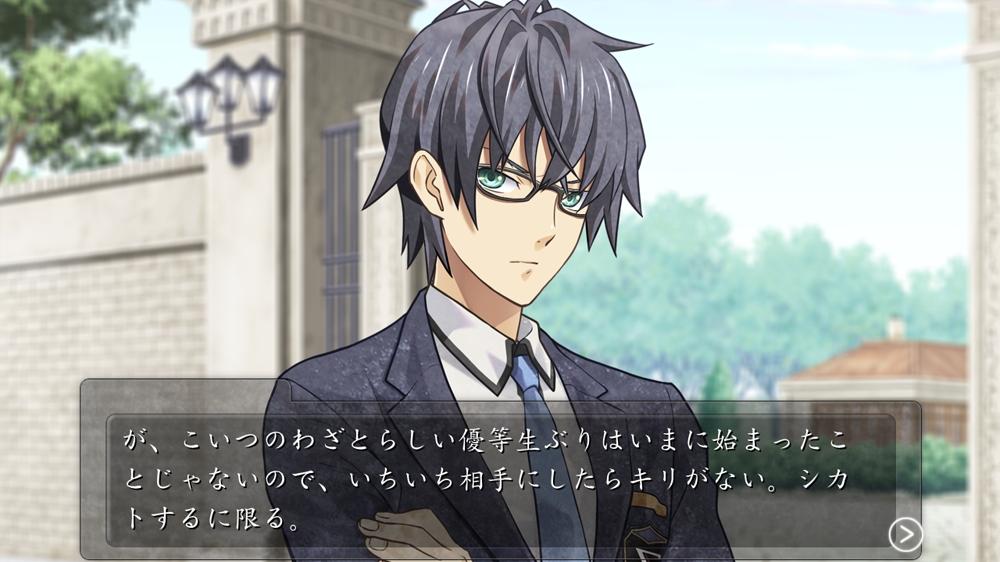 が、こいつのわざとらしい優等生ぶりはいまに始まったこ
とじゃないので、いちいち相手にしたらキリがない。シカ
トするに限る。